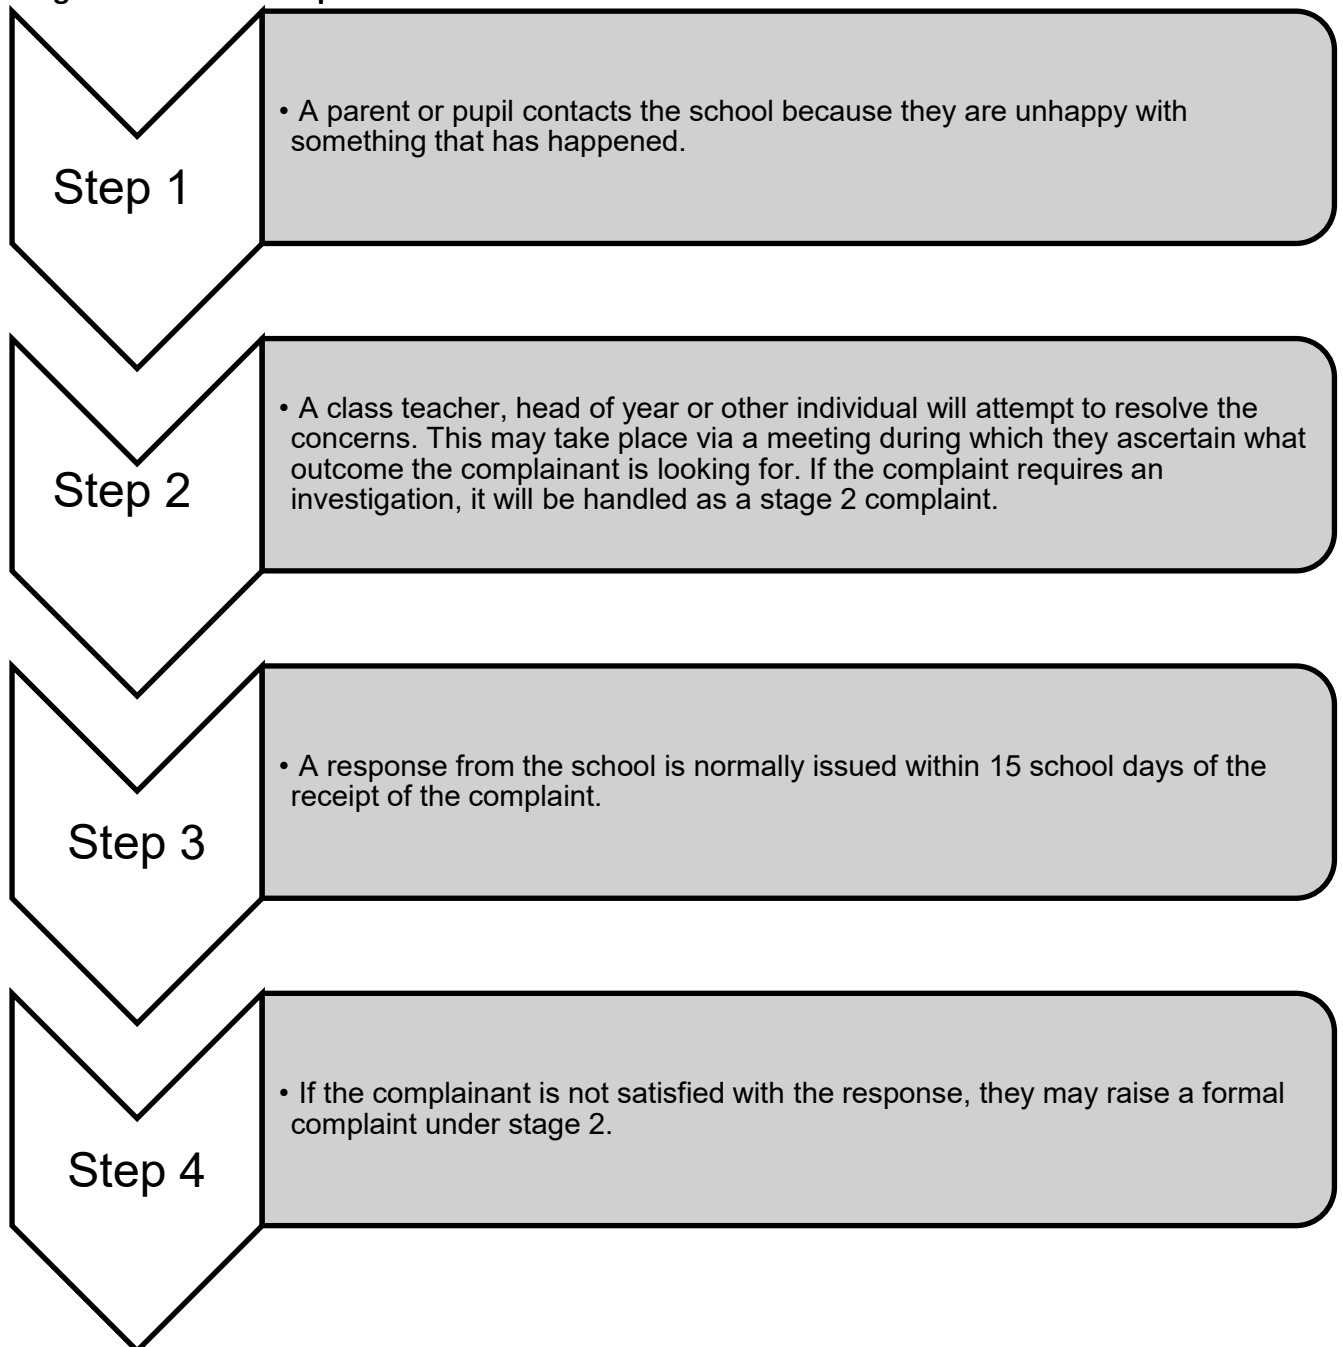 Step 1
• A parent or pupil contacts the school because they are unhappy with
something that has happened.
Step 2
• A class teacher, head of year or other individual will attempt to resolve the
concerns. This may take place via a meeting during which they ascertain what
outcome the complainant is looking for. If the complaint requires an
investigation, it will be handled as a stage 2 complaint.
Step 3
• A response from the school is normally issued within 15 school days of the
receipt of the complaint.
Step 4
• If the complainant is not satisfied with the response, they may raise a formal
complaint under stage 2.